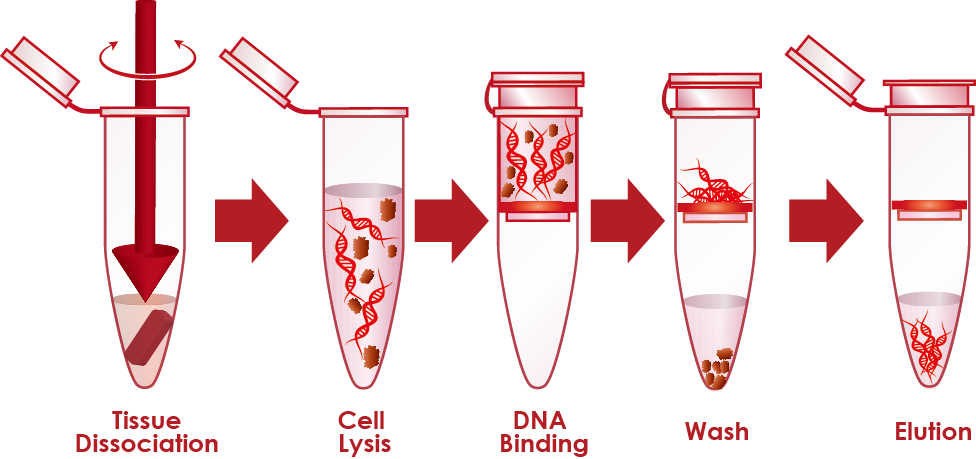 Tissue
Dissociation
Cell
Lysis
DNA
Binding
Wash
Elution